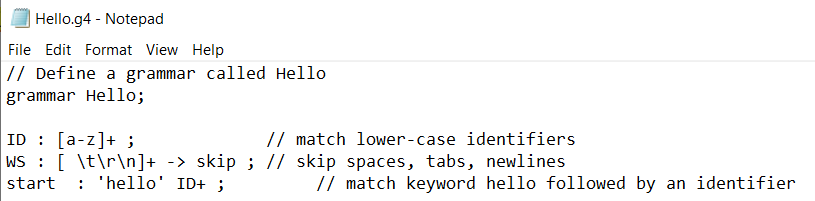 Hello.g4 - Notepad
File Edit Format View Help
// Define a grammar called Hello
grammar Hello;
ID : [a-z]+ ;             // match lower-case identifiers
WS : [ \t\r\n]+ -> skip ; // skip spaces, tabs, newlines
start  : 'hello' ID+ ;         // match keyword hello followed by an identifier